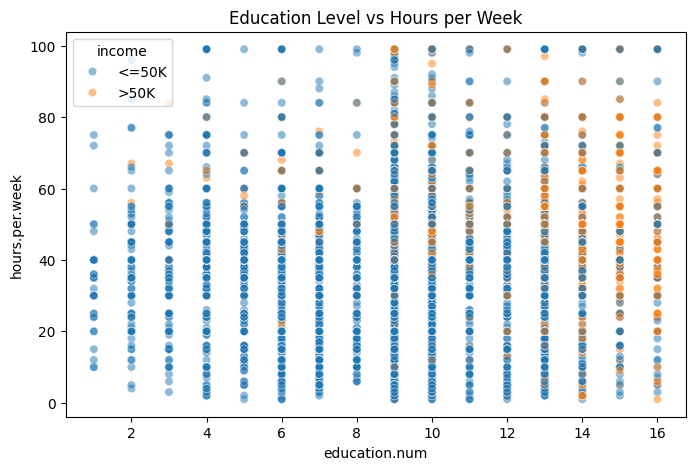 Education Level vs Hours per Week
income
<=50K
>50K
hours.per.week
100
80
60
40
20
0
2 4 6 8 10 12 14 16
education.num